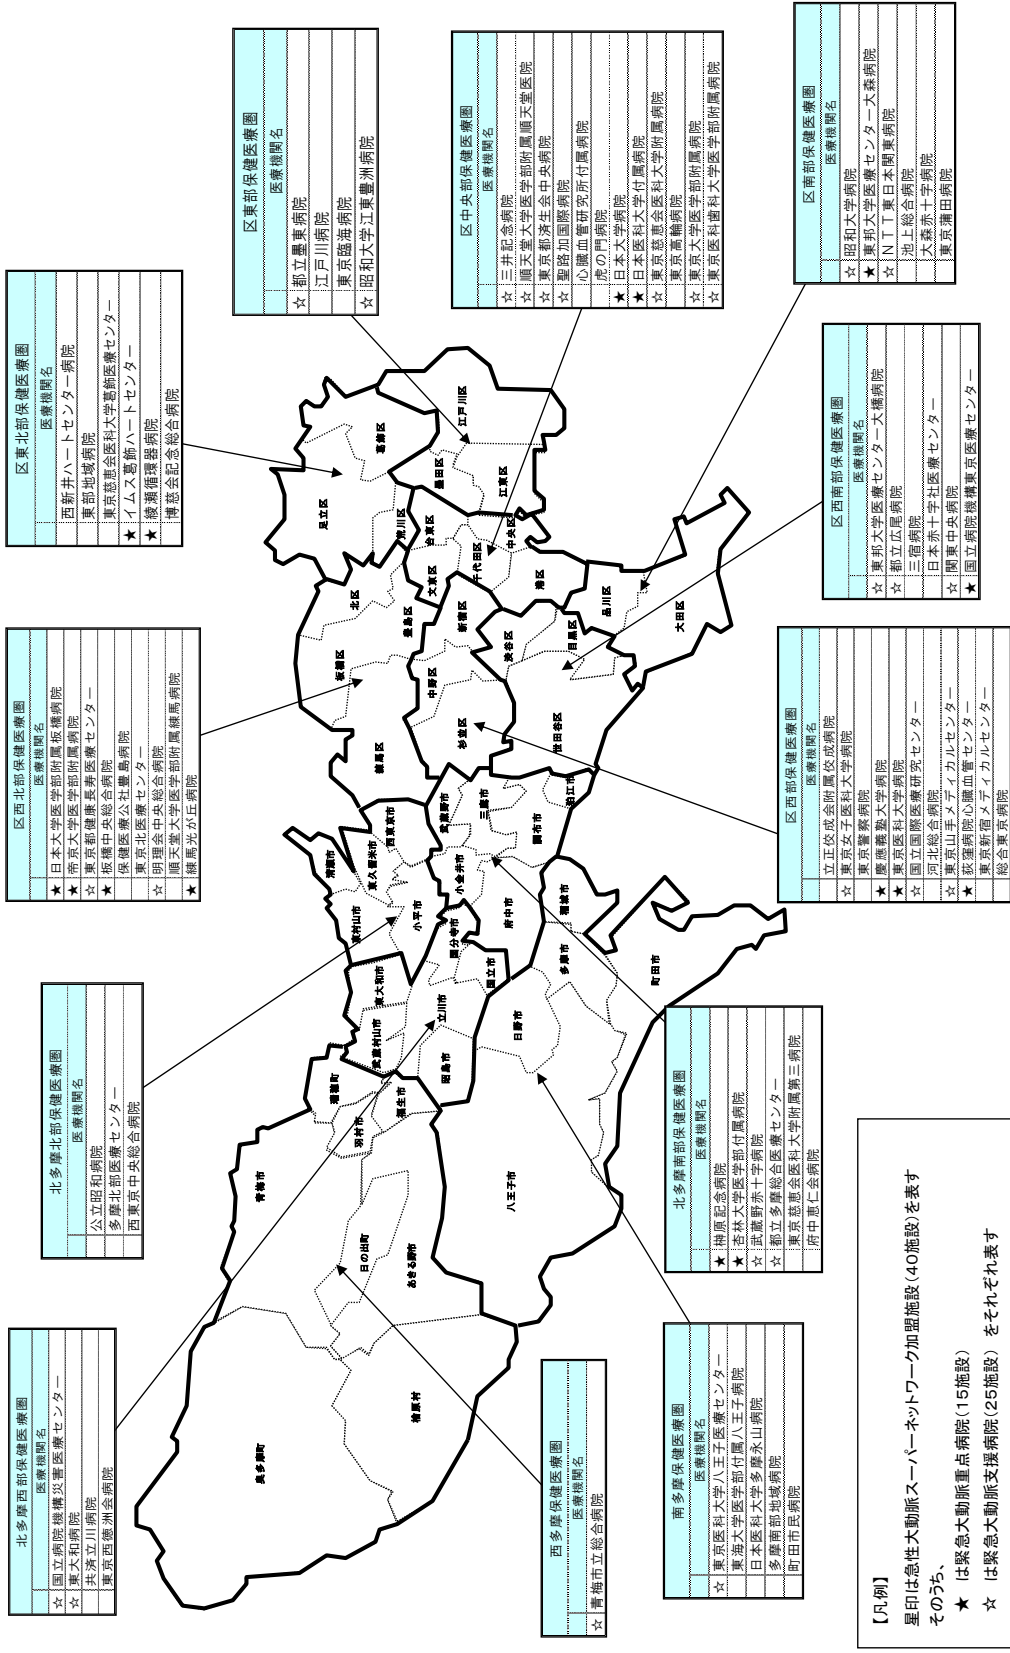 北多摩西部保健医療圏
医療機関名
☆ 国立病院機構災害医療センター
☆ 東大和病院
共済立川病院
東京西徳洲会病院
北多摩北部保健医療圏
医療機関名
公立昭和病院
多摩北部医療センター
西東京中央総合病院
区西北部保健医療圏
医療機関名
★ 日本大学医学部附属板橋病院
★ 帝京大学医学部附属病院
☆ 東京都健康長寿医療センター
★ 板橋中央総合病院
保健医療公社豊島病院
東京北医療センター
☆ 明理会中央総合病院
順天堂大学医学部附属練馬病院
★ 練馬光が丘病院
区東北部保健医療圏
医療機関名
西新井ハートセンター病院
東部地域病院
東京慈恵会医科大学葛飾医療センター
★ イムス葛飾ハートセンター
★ 綾瀬循環器病院
博慈会記念総合病院
区東部保健医療圏
医療機関名
☆ 都立墨東病院
江戸川病院
東京臨海病院
☆ 昭和大学江東豊洲病院
区中央部保健医療圏
医療機関名
☆ 三井記念病院
☆ 順天堂大学医学部附属順天堂医院
☆ 東京都済生会中央病院
☆ 聖路加国際病院
心臓血管研究所付属病院
虎の門病院
★ 日本大学病院
★ 日本医科大学付属病院
☆ 東京慈恵会医科大学附属病院
東京高輪病院
☆ 東京大学医学部附属病院
☆ 東京医科歯科大学医学部附属病院
奥多摩町
檜原村
青梅市
日の出町
あきる野市
瑞穂町
羽村市
福生市
八王子市
武蔵村山市
東大和市
昭島市
立川市
国分寺市
国立市
日野市
多摩市
稲城市
町田市
東村山市
清瀬市
東久留米市
小平市
西東京市
武蔵野市
三鷹市
小金井市
府中市
調布市
狛江市
練馬区
板橋区
北区
豊島区
中野区
杉並区
新宿区
文京区
荒川区
台東区
千代田区
中央区
港区
渋谷区
目黒区
世田谷区
品川区
大田区
足立区
葛飾区
墨田区
江戸川区
江東区
西多摩保健医療圏
医療機関名
☆ 青梅市立総合病院
南多摩保健医療圏
医療機関名
☆ 東京医科大学八王子医療センター
東海大学医学部付属八王子病院
日本医科大学多摩永山病院
多摩南部地域病院
町田市民病院
北多摩南部保健医療圏
医療機関名
★ 榊原記念病院
★ 杏林大学医学部付属病院
☆ 武蔵野赤十字病院
☆ 都立多摩総合医療センター
東京慈恵会医科大学附属第三病院
府中恵仁会病院
区西部保健医療圏
医療機関名
立正佼成会附属佼成病院
☆ 東京女子医科大学病院
東京警察病院
★ 慶應義塾大学病院
★ 東京医科大学病院
☆ 国立国際医療研究センター
河北総合病院
☆ 東京山手メディカルセンター
★ 荻窪病院心臓血管センター
東京新宿メディカルセンター
総合東京病院
区西南部保健医療圏
医療機関名
☆ 東邦大学医療センター大橋病院
☆ 都立広尾病院
三宿病院
日本赤十字社医療センター
☆ 関東中央病院
★ 国立病院機構東京医療センター
区南部保健医療圏
医療機関名
☆ 昭和大学病院
★ 東邦大学医療センター大森病院
☆ NTT東日本関東病院
池上総合病院
大森赤十字病院
東京蒲田病院
【凡例】
星印は急性大動脈スーパーネットワーク加盟施設(40施設)を表す
そのうち、
★ は緊急大動脈重点病院(15施設)
☆ は緊急大動脈支援病院(25施設) をそれぞれ表す